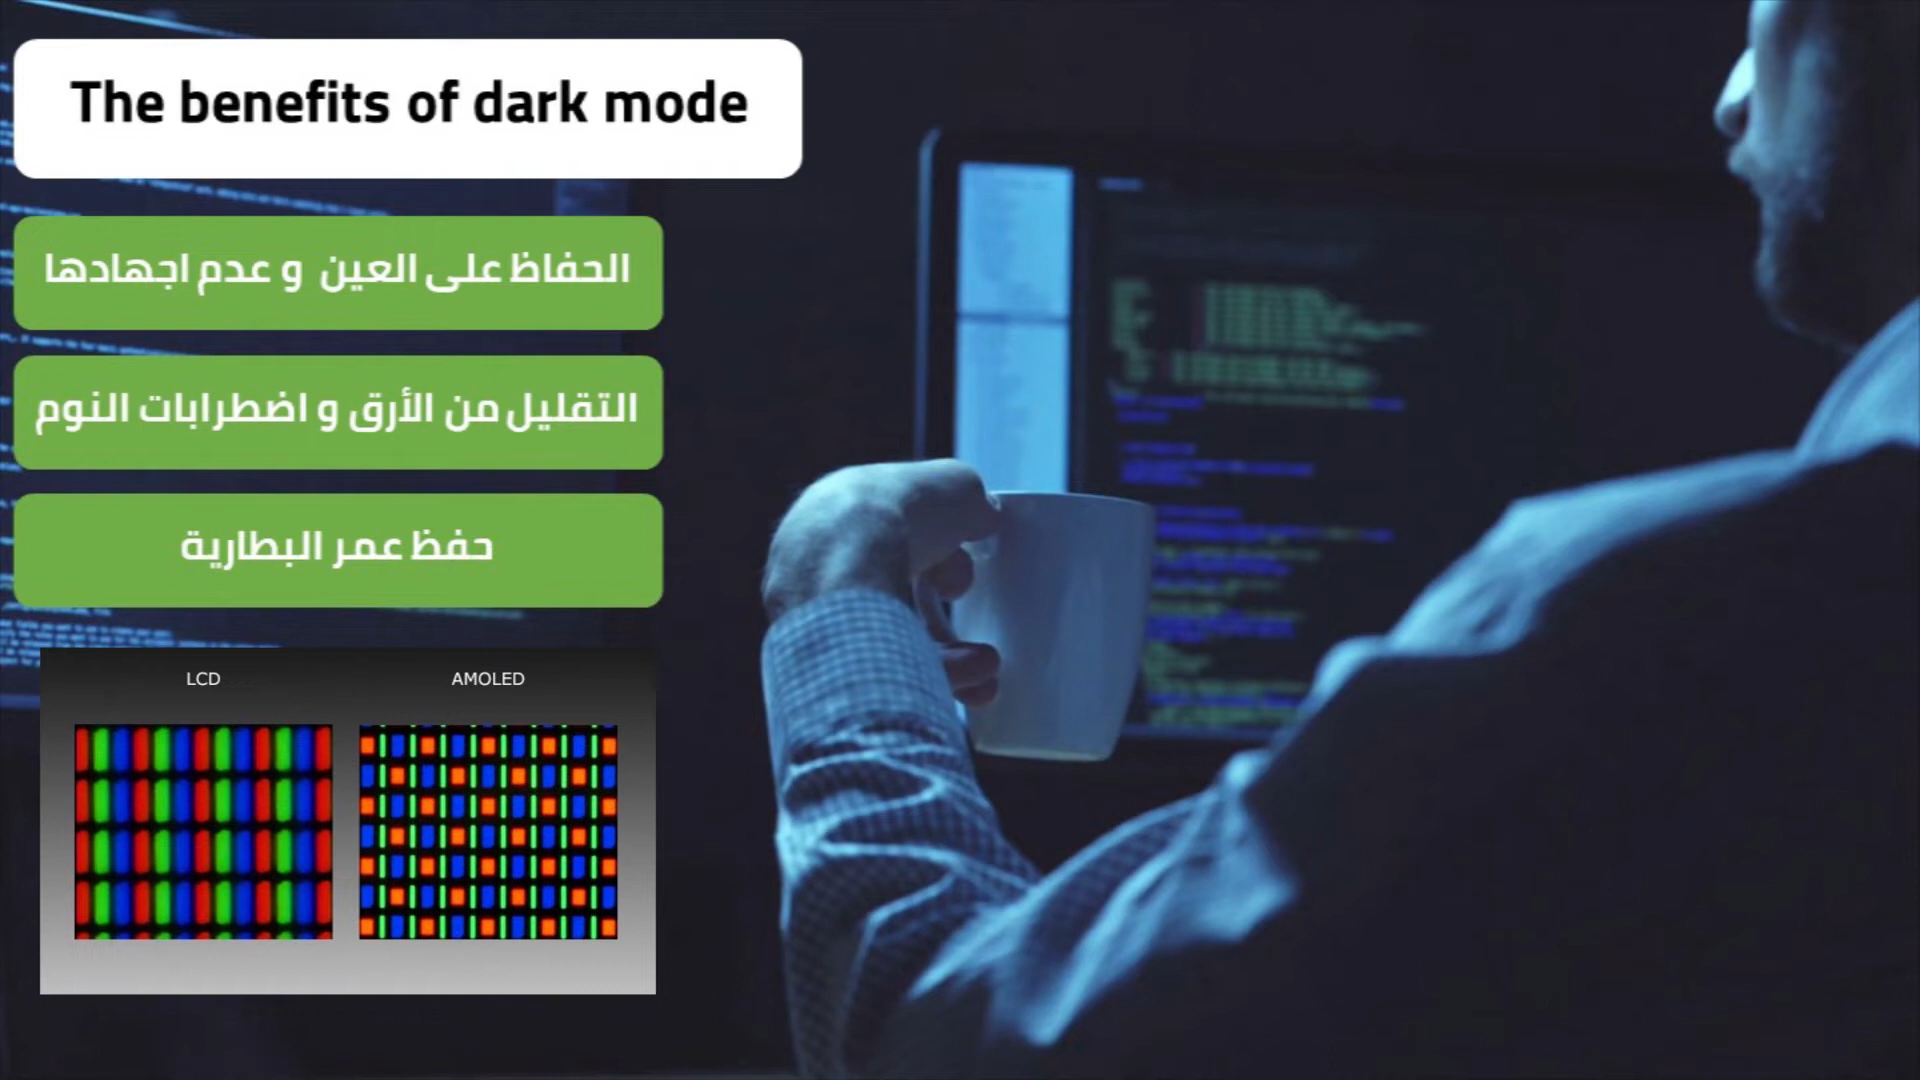 The benefits of dark mode
الحفاظ على العين و عدم اجهادها
التقليل من الأرق و اضطرابات النوم
حفظ عمر البطارية
LCD
AMOLED